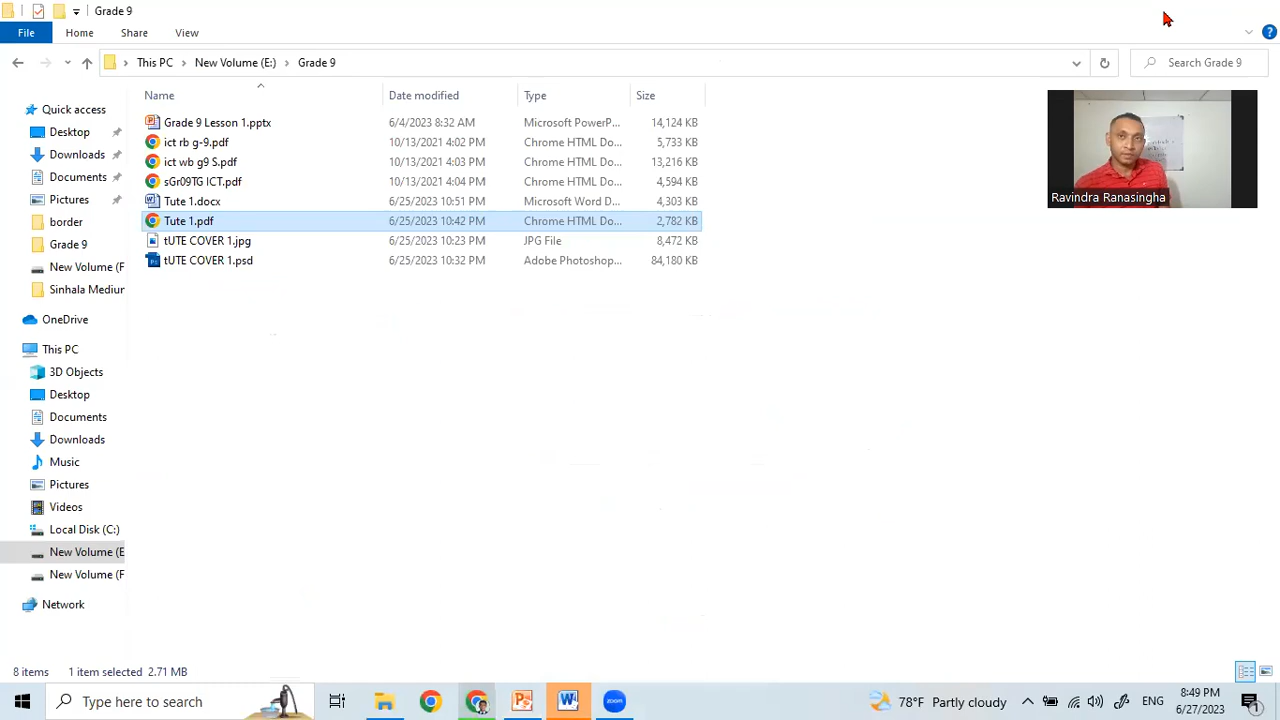 Grade 9
File Home Share View
This PC New Volume (E:) Grade 9
Search Grade 9
Name Date modified Type Size
Grade 9 Lesson 1.pptx 6/4/2023 8:32 AM Microsoft PowerP... 14,124 KB
ict rb g-9.pdf 10/13/2021 4:02 PM Chrome HTML Do... 5,733 KB
ict wb g9 S.pdf 10/13/2021 4:03 PM Chrome HTML Do... 13,216 KB
sGr09TG ICT.pdf 10/13/2021 4:04 PM Chrome HTML Do... 4,594 KB
Tute 1.docx 6/25/2023 10:51 PM Microsoft Word D... 4,303 KB
Tute 1.pdf 6/25/2023 10:42 PM Chrome HTML Do... 2,782 KB
tUTE COVER 1.jpg 6/25/2023 10:23 PM JPG File 8,472 KB
tUTE COVER 1.psd 6/25/2023 10:32 PM Adobe Photoshop... 84,180 KB
Quick access
Desktop
Downloads
Documents
Pictures
border
Grade 9
New Volume (F
Sinhala Mediun
OneDrive
This PC
3D Objects
Desktop
Documents
Downloads
Music
Pictures
Videos
Local Disk (C:)
New Volume (E
New Volume (F
Network
Ravindra Ranasingha
8 items 1 item selected 2.71 MB
Type here to search
zoom
78°F Partly cloudy
ENG
8:49 PM
6/27/2023
1